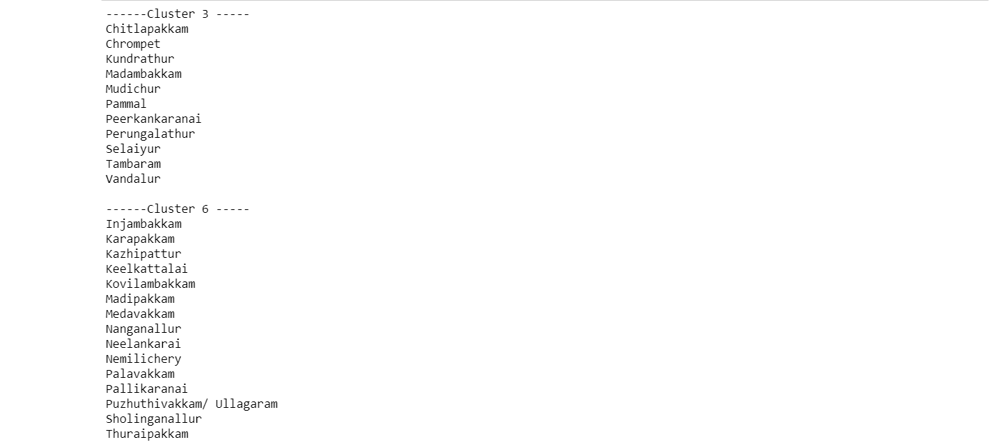 ------Cluster 3 -----
Chitlapakkam
Chrompet
Kundrathur
Madambakkam
Mudichur
Pammal
Peerkankaranai
Perungalathur
Selaiyur
Tambaram
Vandalur
------Cluster 6 -----
Injambakkam
Karapakkam
Kazhipattur
Keelkattalai
Kovilambakkam
Madipakkam
Medavakkam
Nanganallur
Neelankarai
Nemilichery
Palavakkam
Pallikaranai
Puzhuthivakkam/ Ullagaram
Sholinganallur
Thuraipakkam